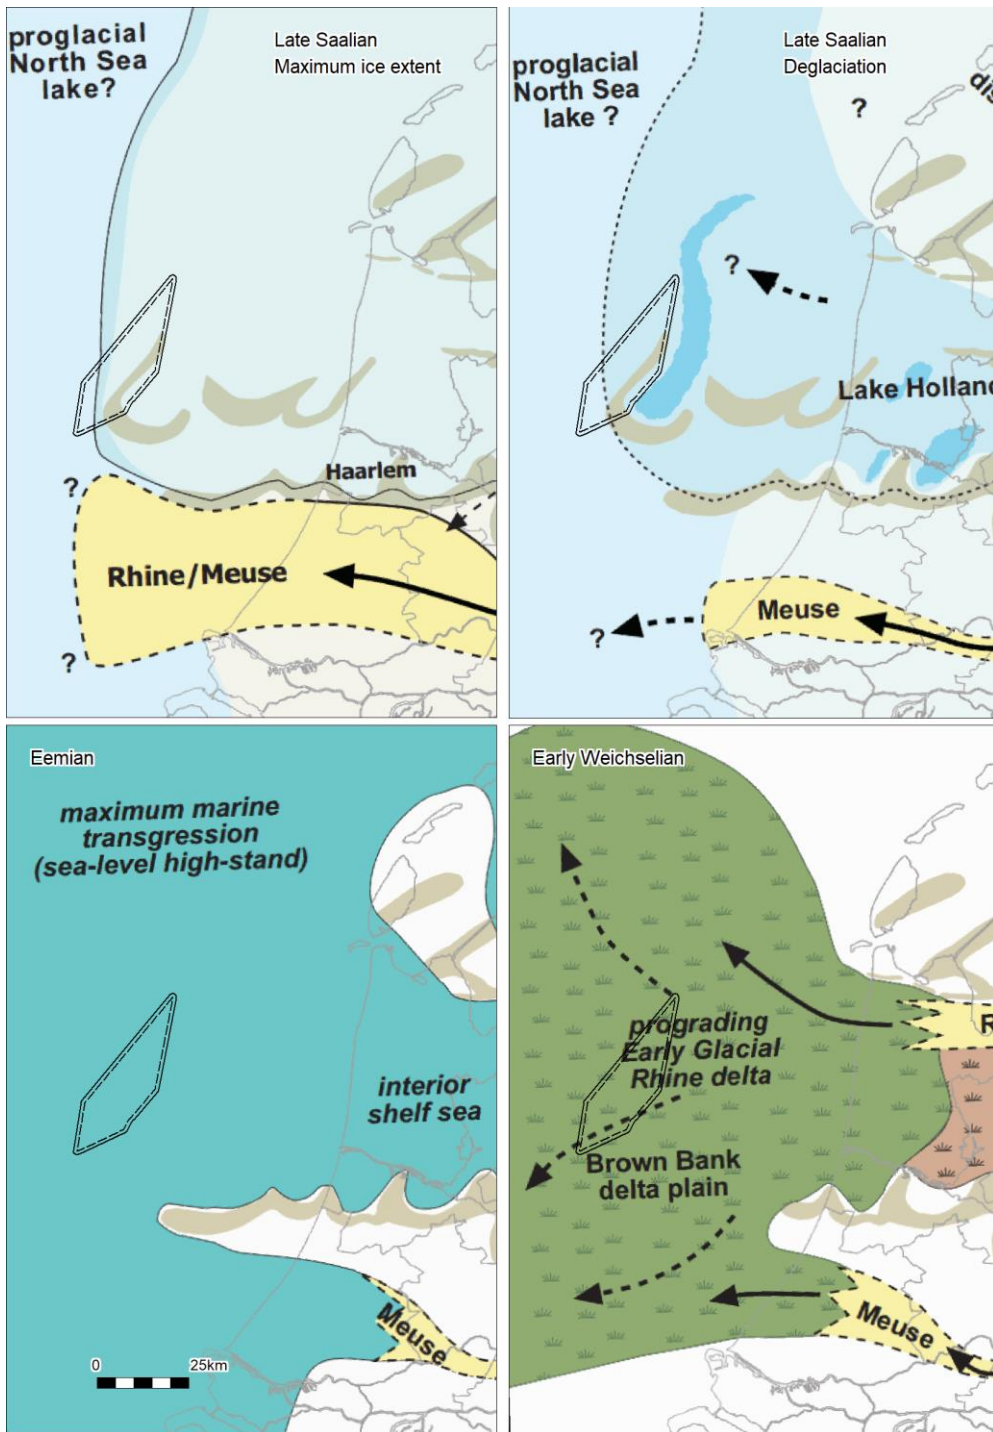 proglacial
North Sea
lake?
Late Saalian
Maximum ice extent
Haarlem
?
Rhine/Meuse
?
proglacial
North Sea
lake ?
Late Saalian
Deglaciation
?
dis
?
Lake Holland
Meuse
?
Eemian
maximum marine
transgression
(sea-level high-stand)
interior
shelf sea
Meuse
0 25km
Early Weichselian
prograding
Early Glacial
Rhine delta
R
Brown Bank
delta plain
Meuse